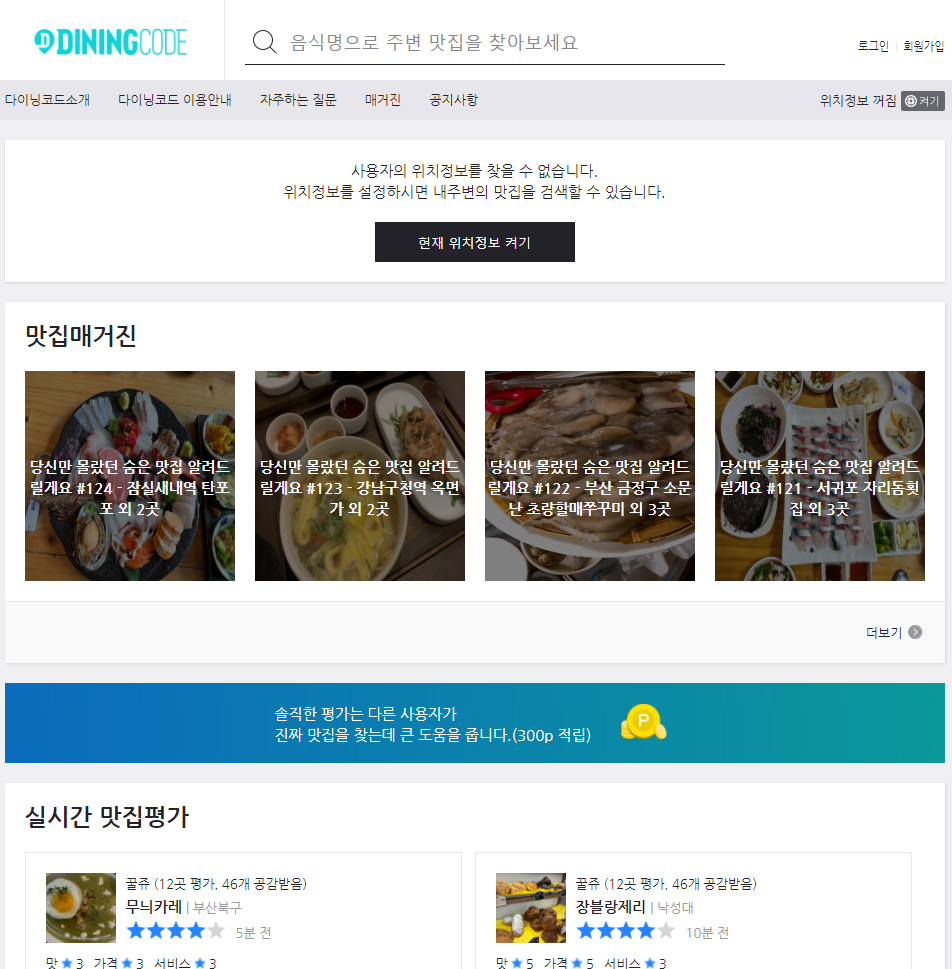 DININGCODE
음식명으로 주변 맛집을 찾아보세요
로그인 | 회원가입
다이닝코드소개 다이닝코드 이용안내 자주하는 질문 매거진 공지사항 위치정보 꺼짐 켜기
사용자의 위치정보를 찾을 수 없습니다.
위치정보를 설정하시면 내주변의 맛집을 검색할 수 있습니다.
현재 위치정보 켜기
맛집매거진
당신만 몰랐던 숨은 맛집 알려드
릴게요 #124 - 잠실새내역 탄포
포 외 2곳
당신만 몰랐던 숨은 맛집 알려드
릴게요 #123 - 강남구청역 옥면
가 외 2곳
당신만 몰랐던 숨은 맛집 알려드
릴게요 #122 - 부산 금정구 소문
난 초량할매쭈꾸미 외 3곳
당신만 몰랐던 숨은 맛집 알려드
릴게요 #121 - 서귀포 자리돔횟
집 외 3곳
더보기
솔직한 평가는 다른 사용자가
진짜 맛집을 찾는데 큰 도움을 줍니다.(300p 적립)
P
실시간 맛집평가
꿀쥬 (12곳 평가, 46개 공감받음)
무늬카레 | 부산북구
5분 전
맛 ★ 3 가격 ★ 3 서비스 ★ 3
꿀쥬 (12곳 평가, 46개 공감받음)
장블랑제리 | 낙성대
10분 전
맛 ★ 5 가격 ★ 5 서비스 ★ 3